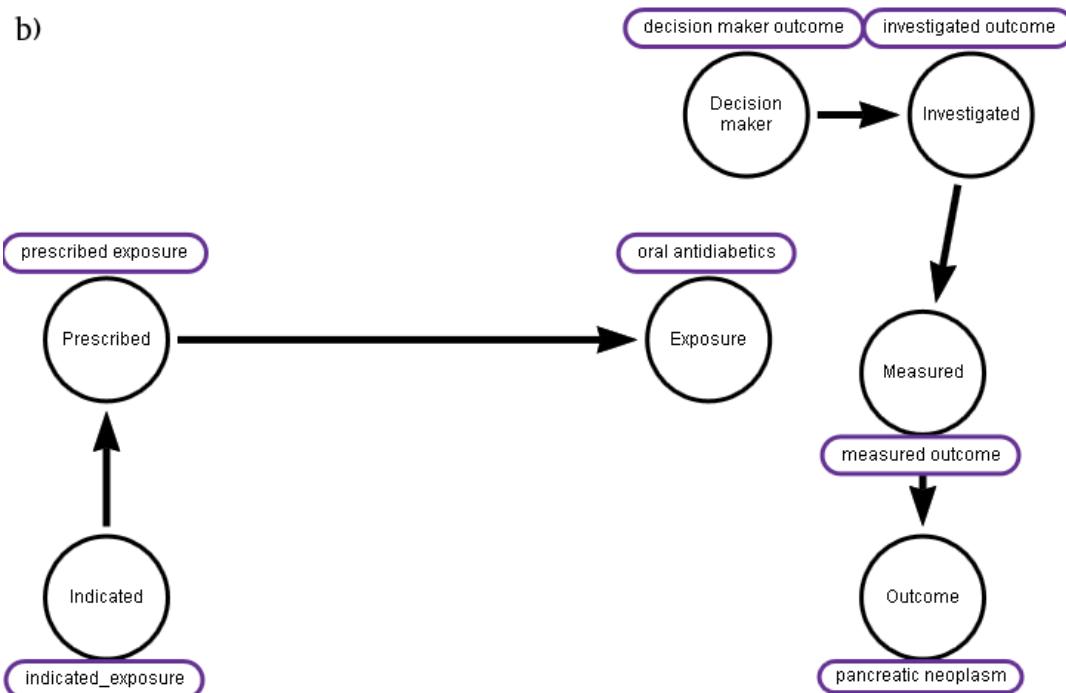 b)
decision maker outcome
investigated outcome
Decision
maker
Investigated
prescribed exposure
oral antidiabetics
Prescribed
Exposure
Measured
measured outcome
Indicated
Outcome
indicated_exposure
pancreatic neoplasm